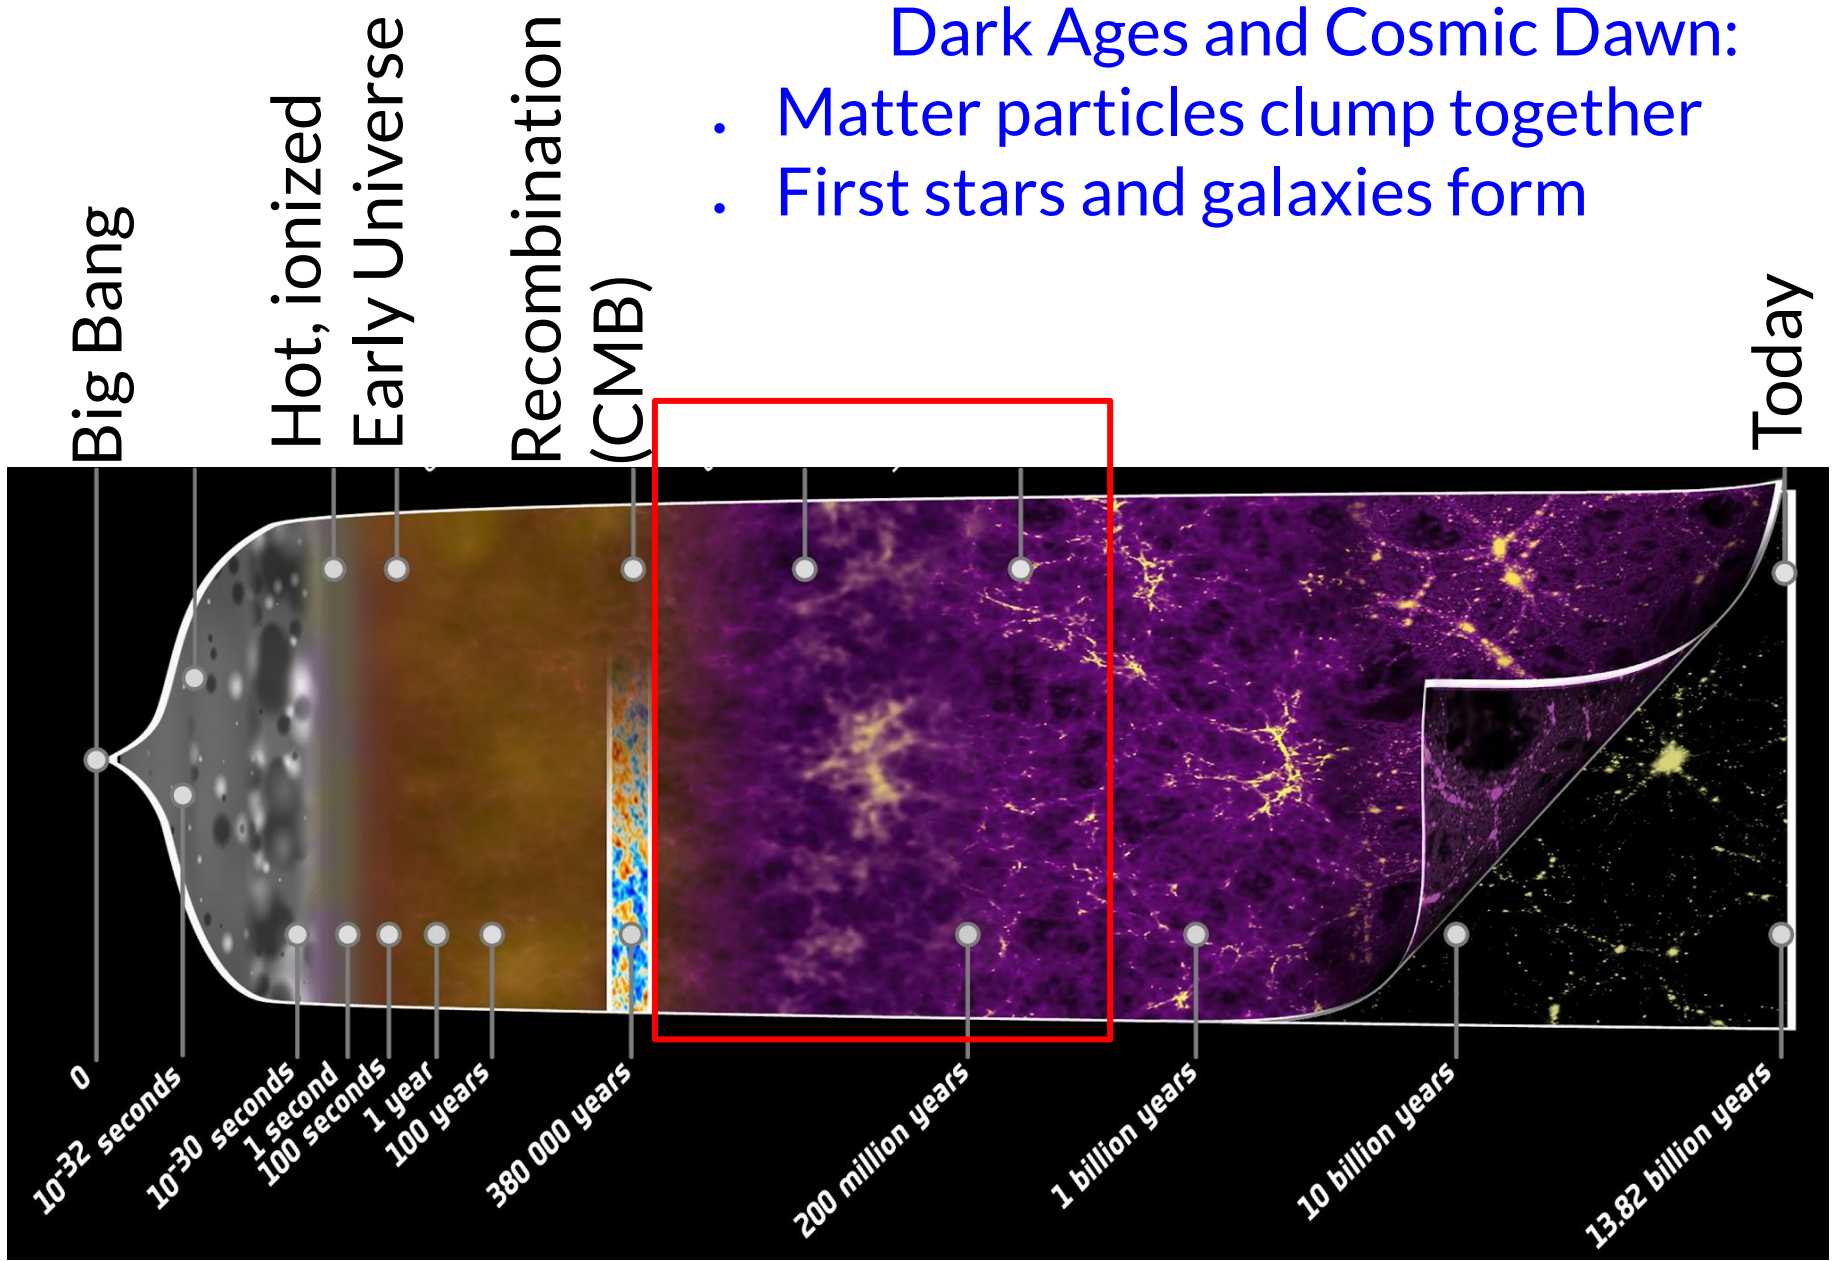 Dark Ages and Cosmic Dawn:
. Matter particles clump together
. First stars and galaxies form
Big Bang
Hot, ionized
Early Universe
Recombination
(CMB)
Today
0
10-32 seconds
10-30 seconds
1 second
100 seconds
1 year
100 years
380 000 years
200 million years
1 billion years
10 billion years
13.82 billion years